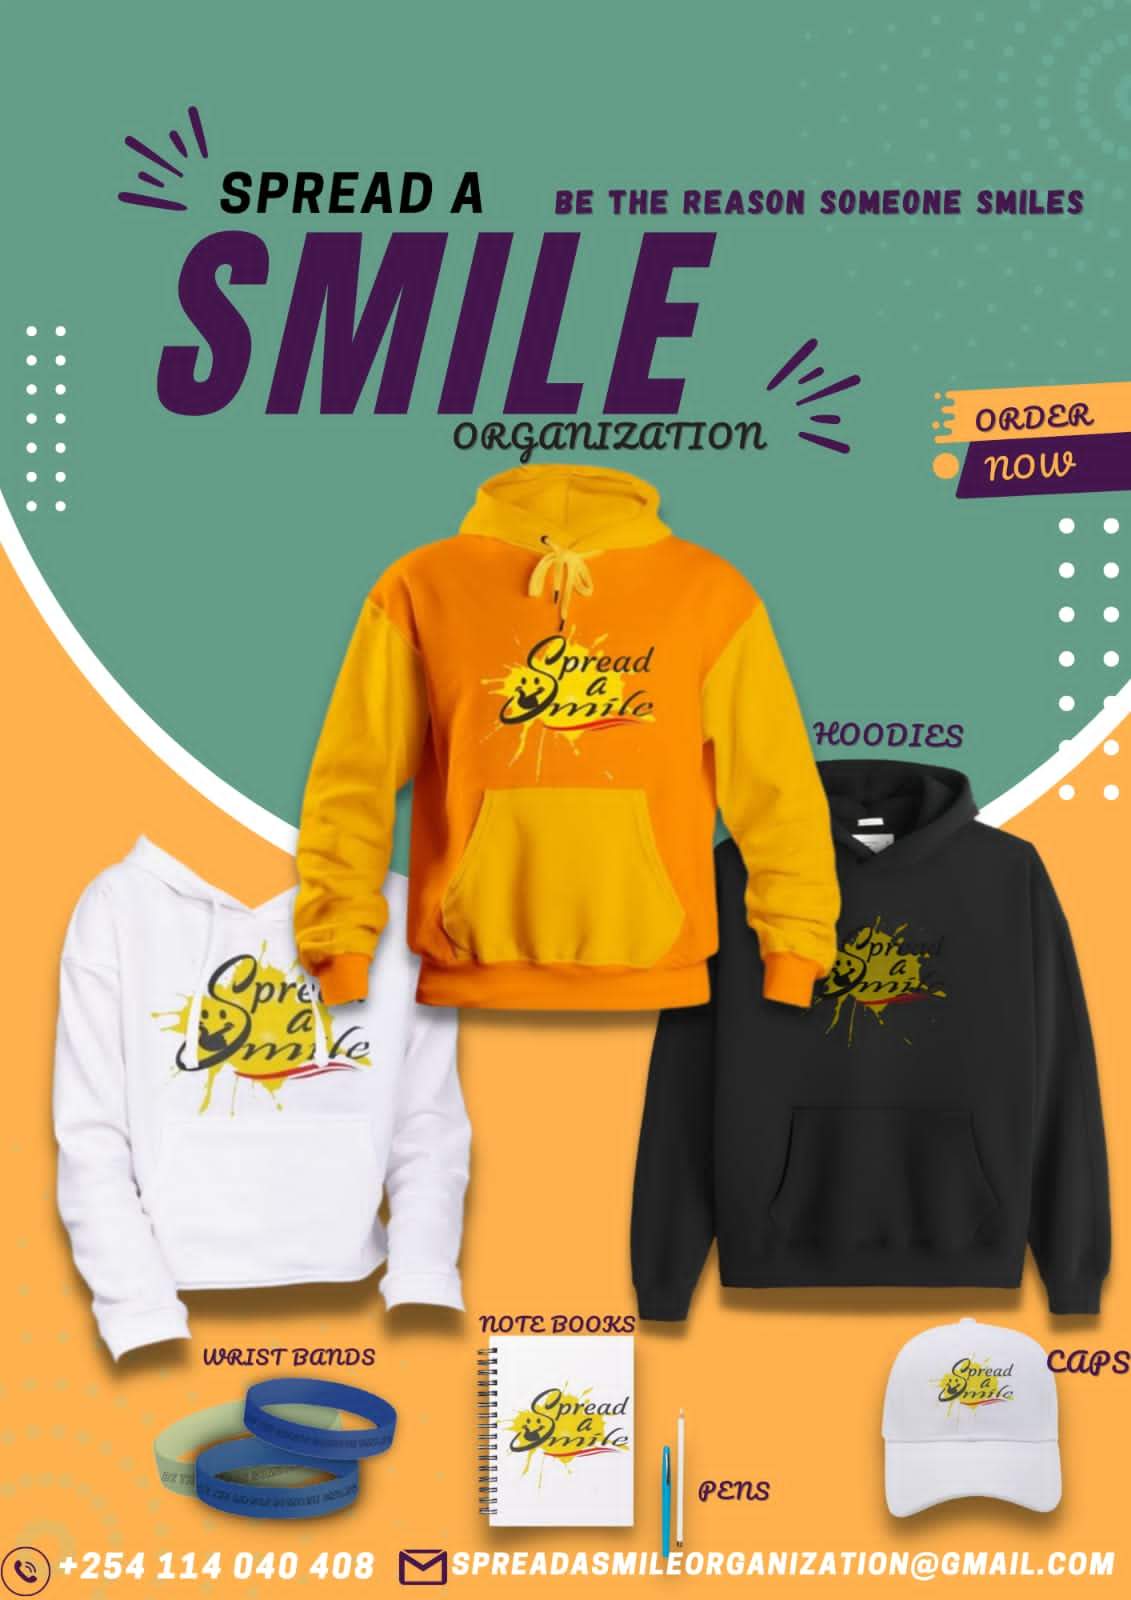 SPREAD A
BE THE REASON SOMEONE SMILES
SMILE
ORGANIZATION
ORDER
NOW
Spread
a
Smile
HOODIES
Spread
a
Smile
Spread
a
Smile
NOTE BOOKS
WRIST BANDS
CAPS
Spread
a
Smile
Spread
a
Smile
PENS
+254 114 040 408
SPREADASMILEORGANIZATION@GMAIL.COM